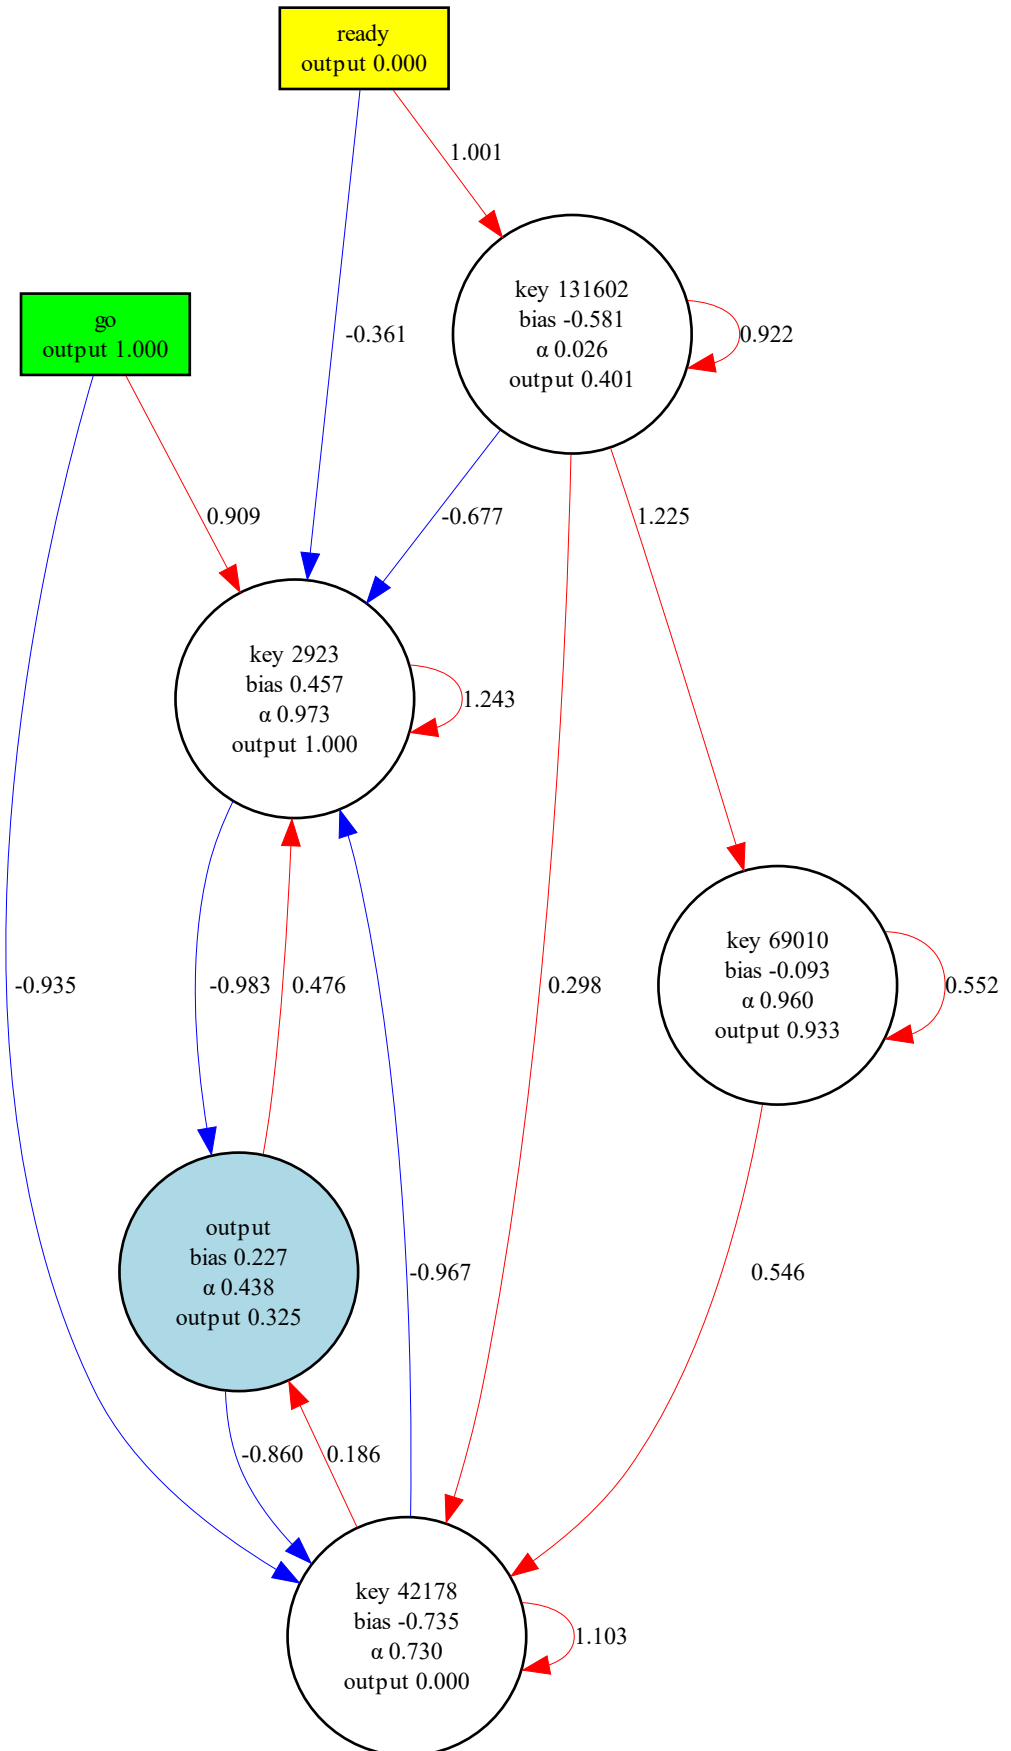 ready
output 0.000
1.001
key 131602
bias -0.581
α 0.026
output 0.401
0.922
go
output 1.000
-0.361
0.909
-0.677
1.225
key 2923
bias 0.457
α 0.973
output 1.000
1.243
key 69010
bias -0.093
α 0.960
output 0.933
0.552
-0.935
-0.983
0.476
0.298
output
bias 0.227
α 0.438
output 0.325
-0.967
0.546
-0.860
0.186
key 42178
bias -0.735
α 0.730
output 0.000
1.103